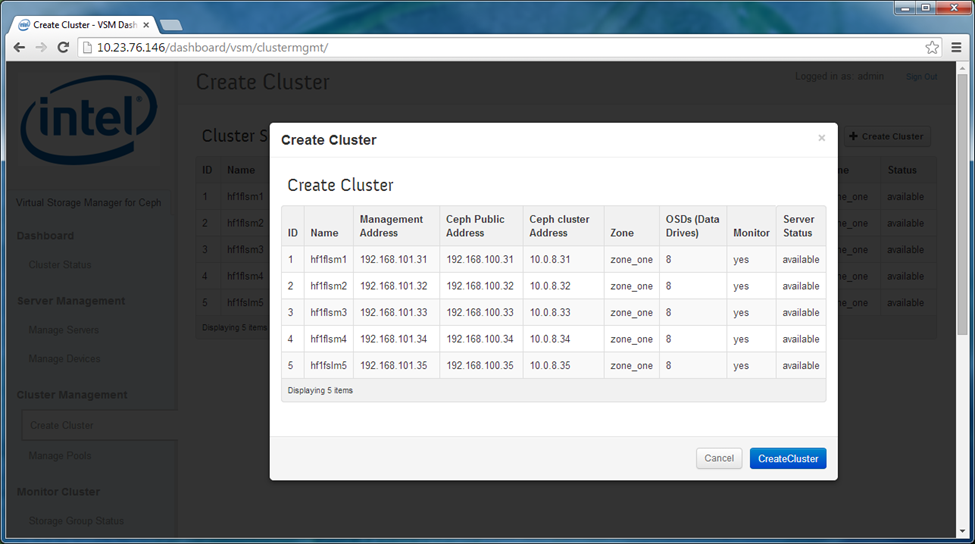 Create Cluster - VSM Dash
10.23.76.146/dashboard/vsm/clustermgmt/
intel
Create Cluster
Logged in as: admin
Sign Out
Virtual Storage Manager for Ceph
Dashboard
Cluster Status
Server Management
Manage Servers
Manage Devices
Cluster Management
Create Cluster
Manage Pools
Monitor Cluster
Storage Group Status
Cluster S
Create Cluster
ID Name ne Status
1 hf1flsm1 e_one available
2 hf1flsm2 e_one available
3 hf1flsm3 e_one available
4 hf1flsm4 e_one available
5 hf1fslm5 e_one available
Displaying 5 items
Create Cluster ×
Create Cluster
ID Name Management Address Ceph Public Address Ceph cluster Address Zone OSDs (Data Drives) Monitor Server Status
1 hf1flsm1 192.168.101.31 192.168.100.31 10.0.8.31 zone_one 8 yes available
2 hf1flsm2 192.168.101.32 192.168.100.32 10.0.8.32 zone_one 8 yes available
3 hf1flsm3 192.168.101.33 192.168.100.33 10.0.8.33 zone_one 8 yes available
4 hf1flsm4 192.168.101.34 192.168.100.34 10.0.8.34 zone_one 8 yes available
5 hf1fslm5 192.168.101.35 192.168.100.35 10.0.8.35 zone_one 8 yes available
Displaying 5 items
Cancel
CreateCluster